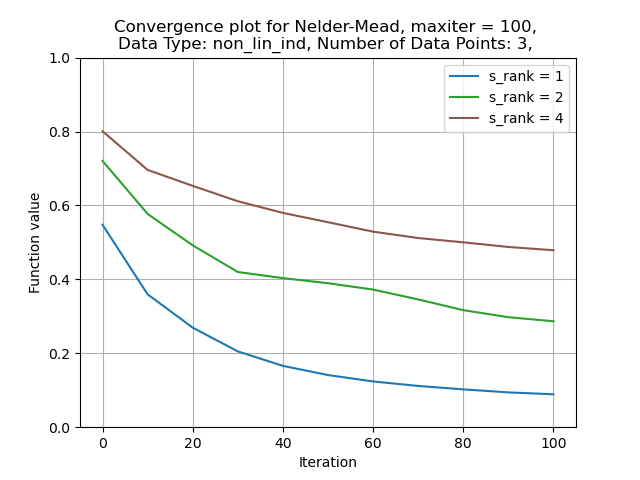 Convergence plot for Nelder-Mead, maxiter = 100,
Data Type: non_lin_ind, Number of Data Points: 3,
1.0
0.8
0.6
0.4
0.2
0.0
Function value
s_rank = 1
s_rank = 2
s_rank = 4
0 20 40 60 80 100
Iteration